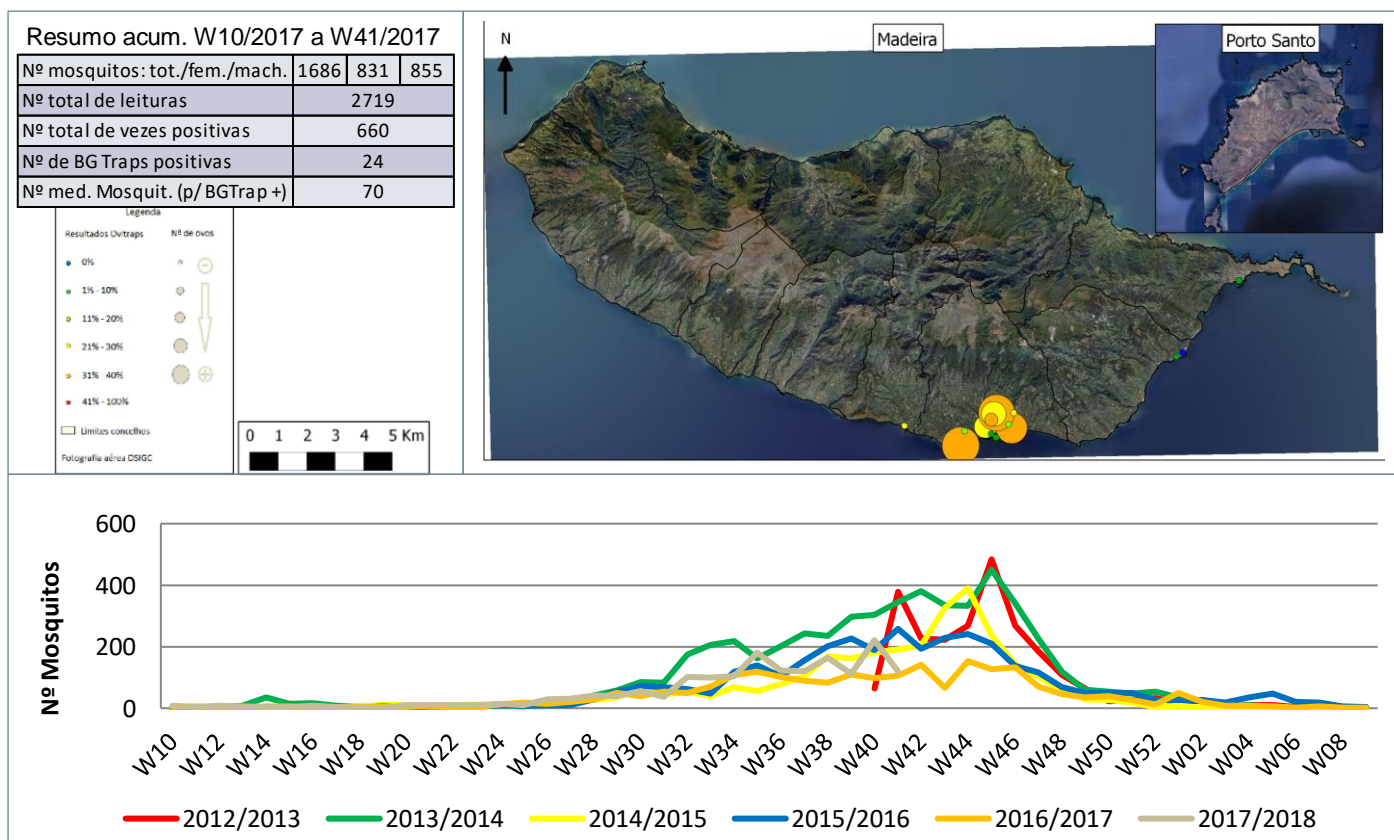 Resumo acum. W10/2017 a W41/2017
Nº mosquitos: tot./fem./mach. 1686 831 855
Nº total de leituras 2719
Nº total de vezes positivas 660
Nº de BG Traps positivas 24
Nº med. Mosquit. (p/ BGTrap +) 70
Legenda
Resultados Ovitraps Nº de ovos
0%
1% - 10%
11% - 20%
21% - 30%
31% - 40%
41% - 100%
Limites concelhos
Fotografia aérea DSIGC
0 1 2 3 4 5 Km
N
Madeira
Porto Santo
Nº Mosquitos
600
400
200
0
W10 W12 W14 W16 W18 W20 W22 W24 W26 W28 W30 W32 W34 W36 W38 W40 W42 W44 W46 W48 W50 W52 W02 W04 W06 W08
2012/2013 2013/2014 2014/2015 2015/2016 2016/2017 2017/2018